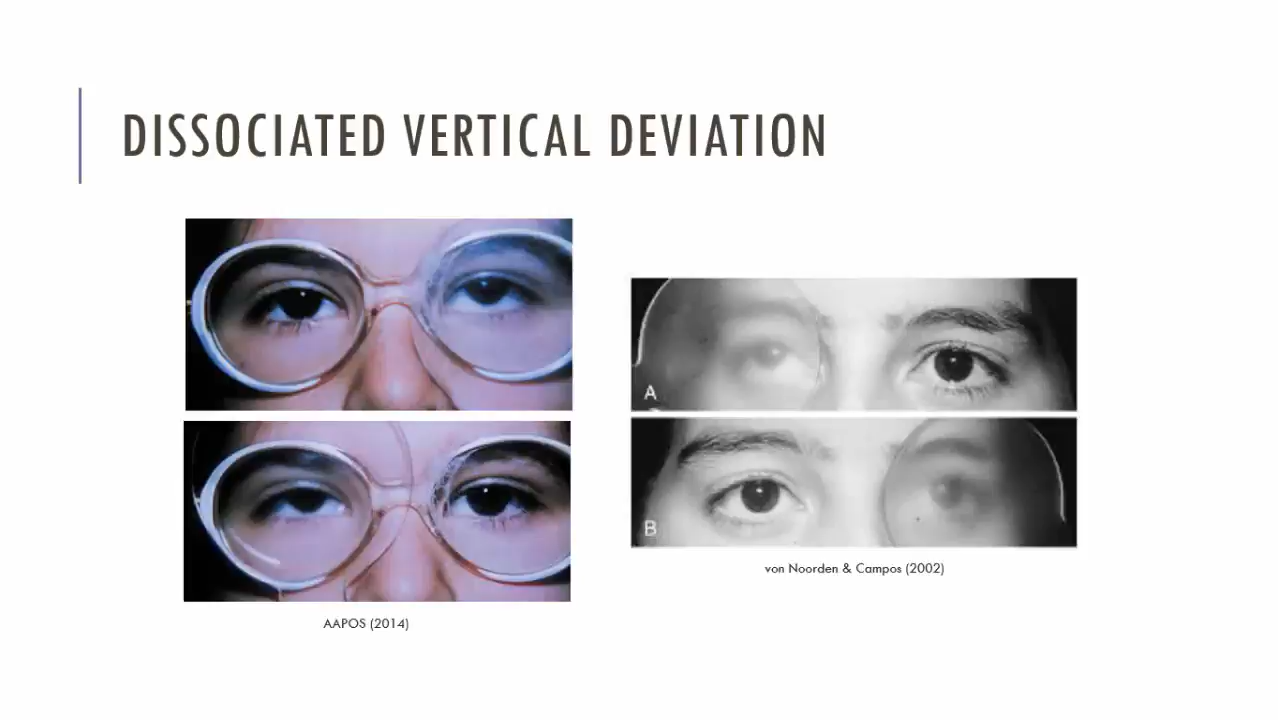 DISSOCIATED VERTICAL DEVIATION
A
B
von Noorden & Campos (2002)
AAPOS (2014)